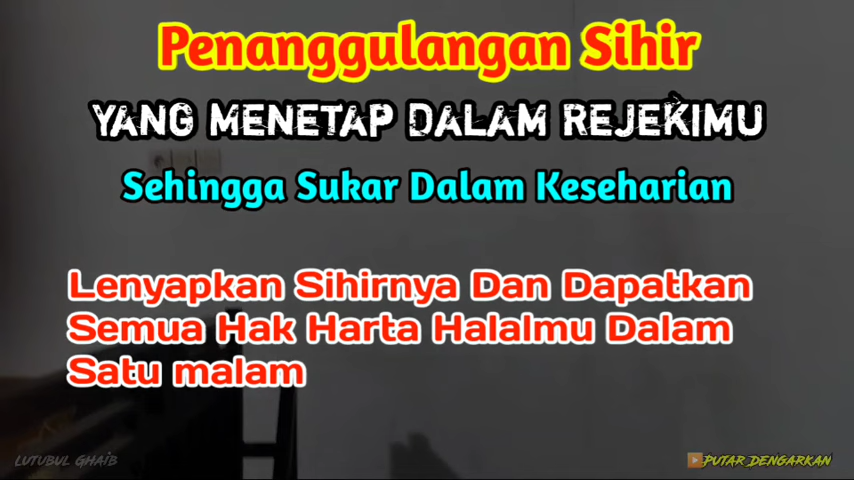 Penanggulangan Sihir
YANG MENETAP DALAM REJEKIMU
Sehingga Sukar Dalam Keseharian
Lenyapkan Sihirnya Dan Dapatkan
Semua Hak Harta Halalmu Dalam
Satu malam
LUTUBUL GHAIB
PUTAR DENGARKAN